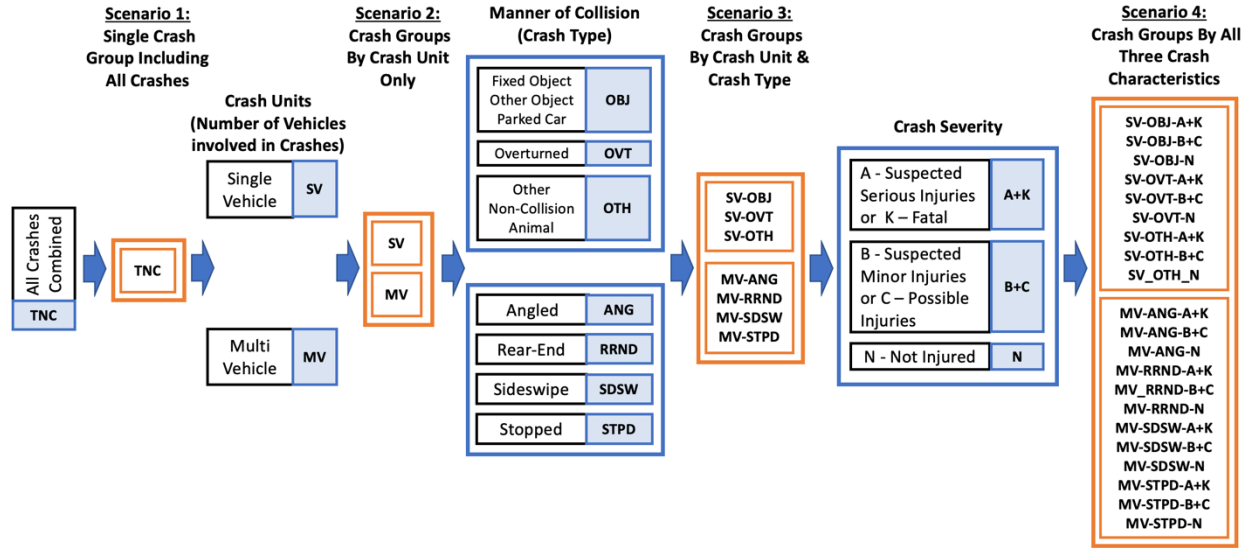 Scenario 1:
Single Crash
Group Including
All Crashes
All Crashes
Combined
TNC
TNC
Crash Units
(Number of Vehicles
involved in Crashes)
Single
Vehicle
SV
Multi
Vehicle
MV
Scenario 2:
Crash Groups
By Crash Unit
Only
SV
MV
Manner of Collision
(Crash Type)
Fixed Object
Other Object
Parked Car
OBJ
Overturned
OVT
Other
Non-Collision
Animal
OTH
Angled
ANG
Rear-End
RRND
Sideswipe
SDSW
Stopped
STPD
Scenario 3:
Crash Groups
By Crash Unit &
Crash Type
SV-OBJ
SV-OVT
SV-OTH
MV-ANG
MV-RRND
MV-SDSW
MV-STPD
Crash Severity
A - Suspected
Serious Injuries
or K – Fatal
A+K
B - Suspected
Minor Injuries
or C – Possible
Injuries
B+C
N - Not Injured
N
Scenario 4:
Crash Groups By All
Three Crash
Characteristics
SV-OBJ-A+K
SV-OBJ-B+C
SV-OBJ-N
SV-OVT-A+K
SV-OVT-B+C
SV-OVT-N
SV-OTH-A+K
SV-OTH-B+C
SV_OTH_N
MV-ANG-A+K
MV-ANG-B+C
MV-ANG-N
MV-RRND-A+K
MV_RRND-B+C
MV-RRND-N
MV-SDSW-A+K
MV-SDSW-B+C
MV-SDSW-N
MV-STPD-A+K
MV-STPD-B+C
MV-STPD-N